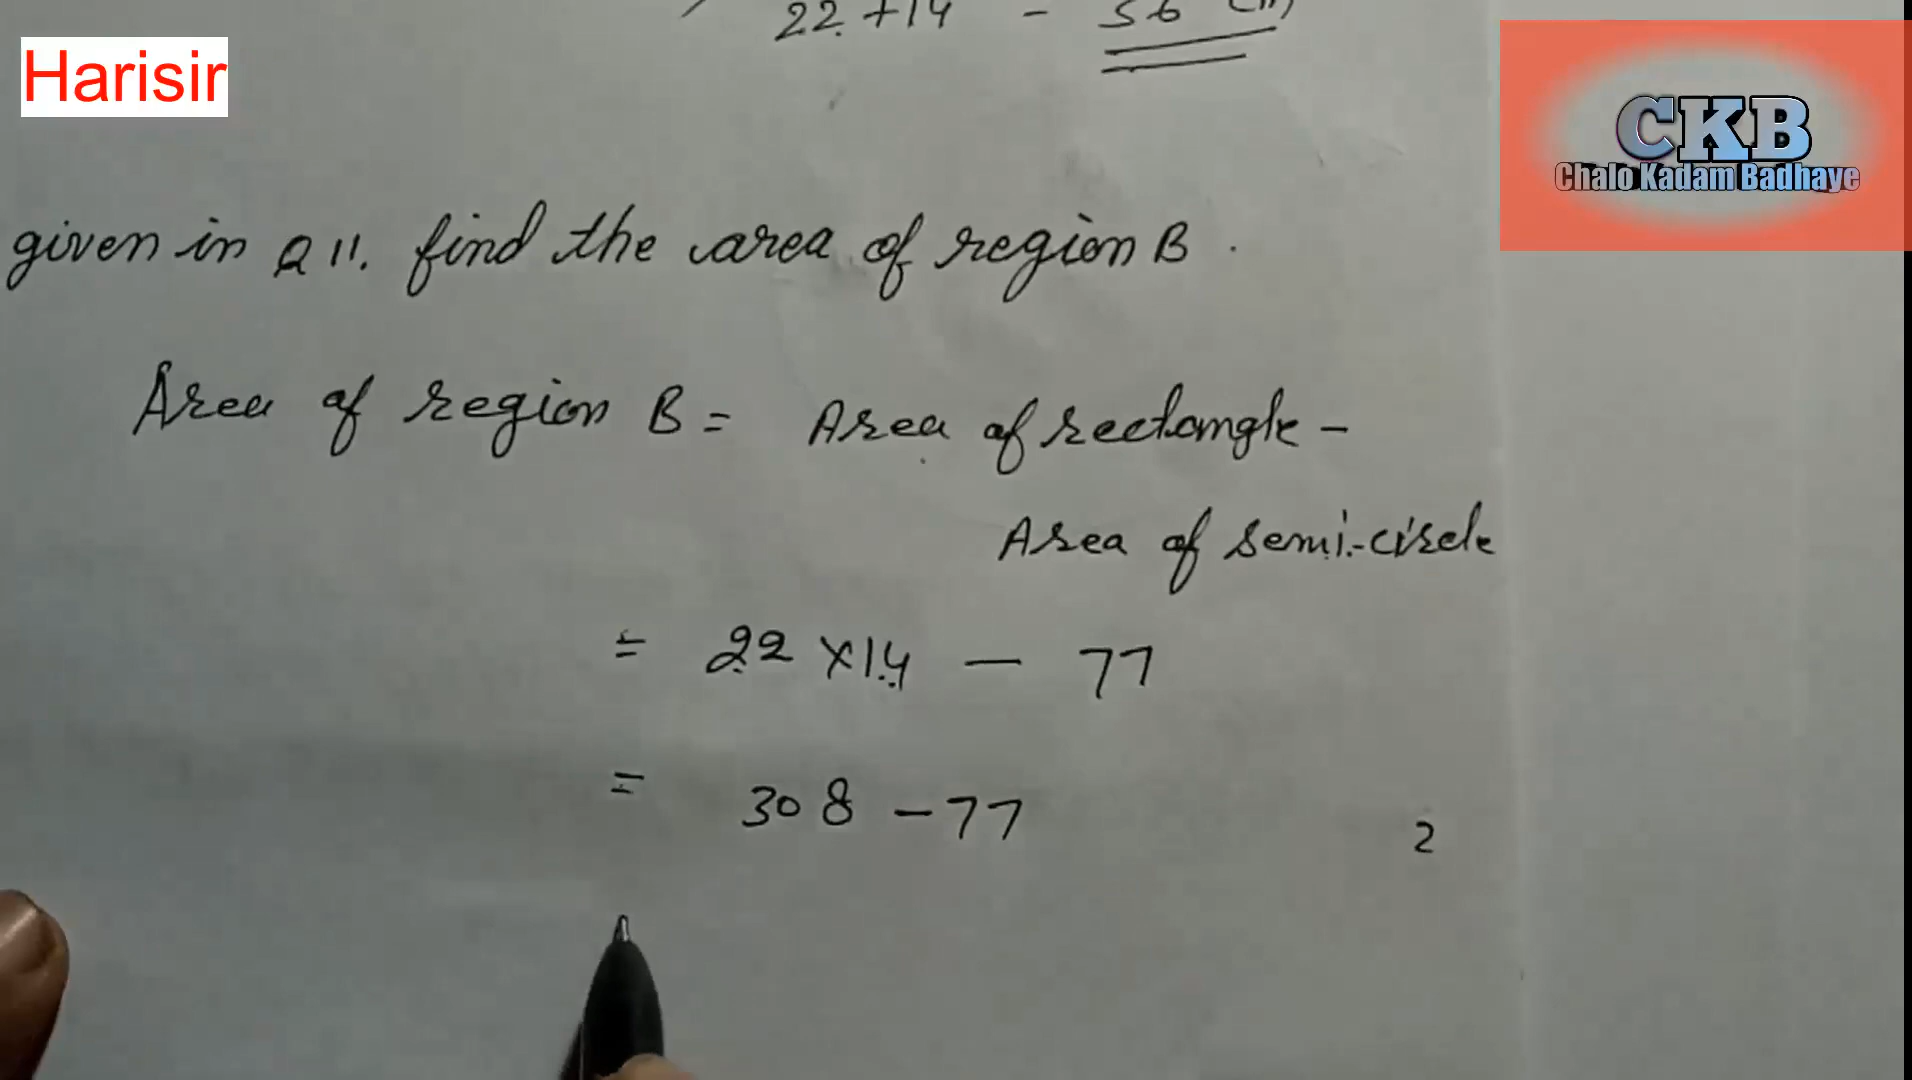 22 + 14 - 56 (11)
Harisir
CKB
Chalo Kadam Badhaye
given in Q 11. find the area of region B.
Area of region B = Area of rectangle -
Area of semi-circle
= 22 × 14 - 77
= 308 - 77
2